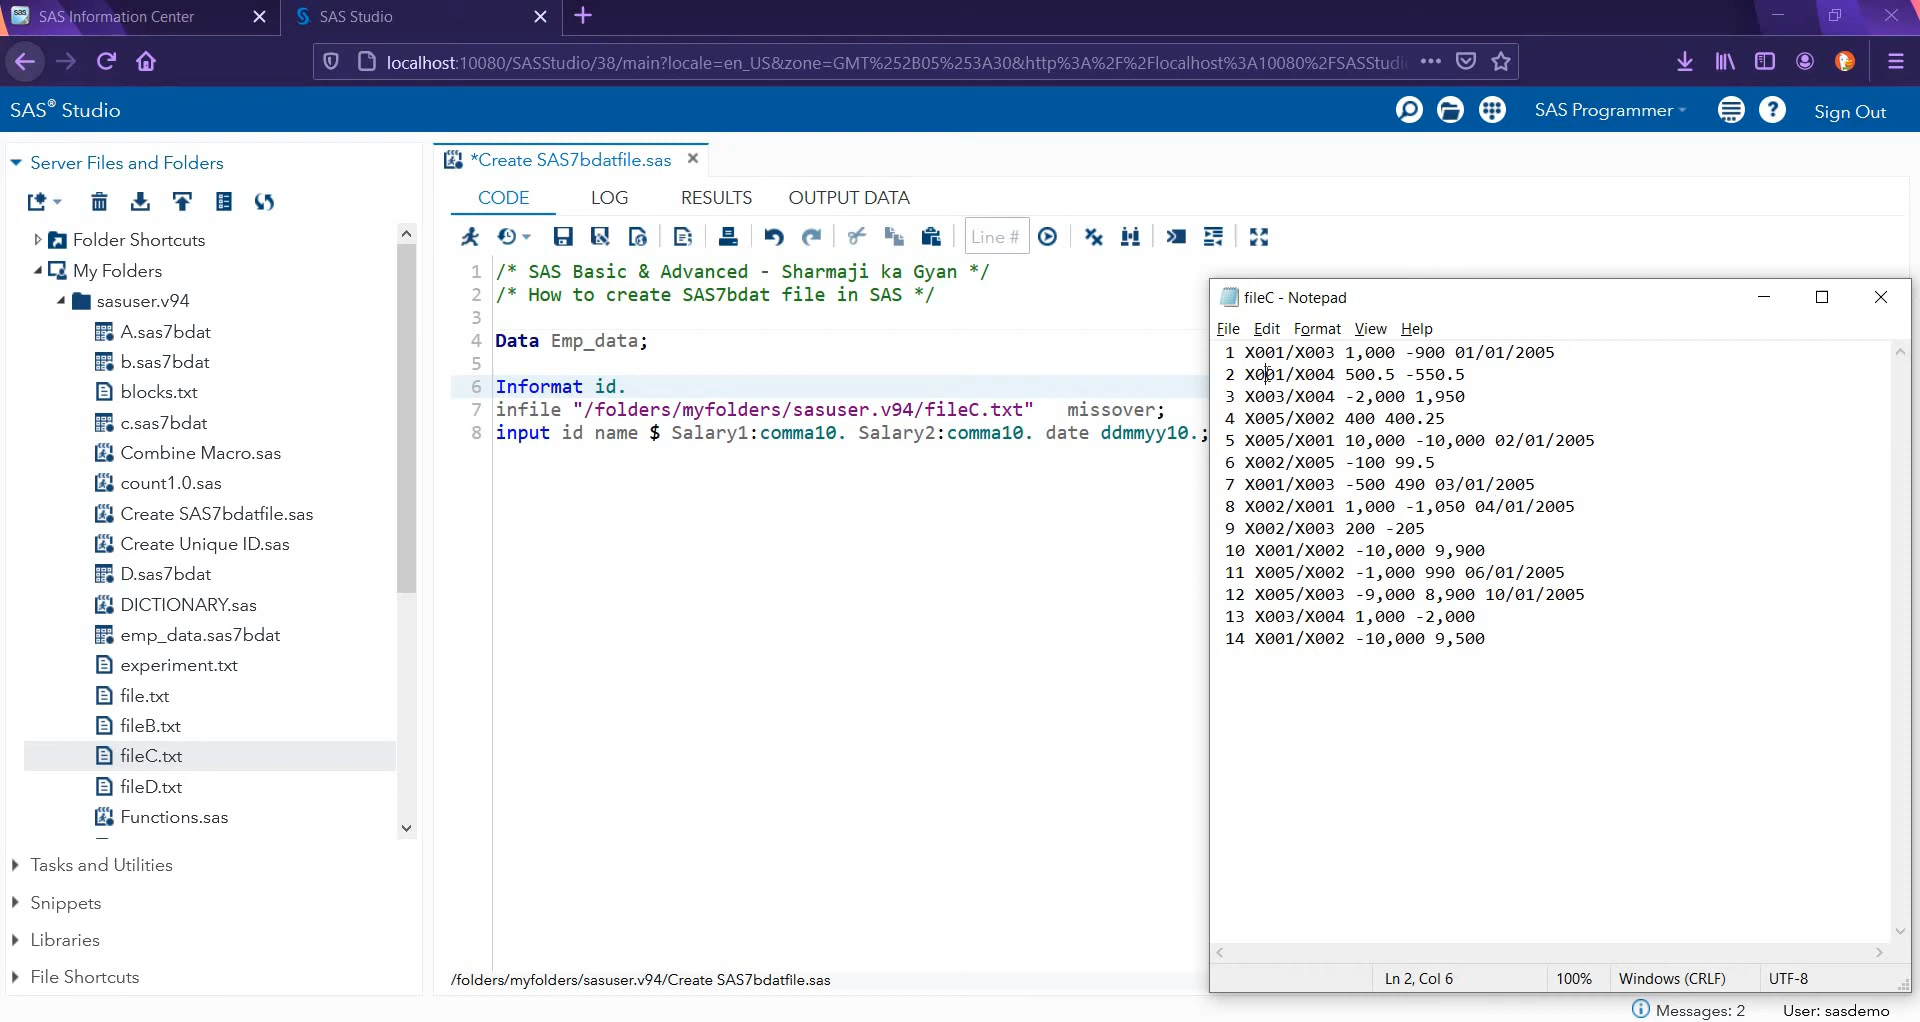 SAS Information Center
SAS Studio
localhost:10080/SASStudio/38/main?locale=en_US&zone=GMT%252B05%253A30&http%3A%2F%2Flocalhost%3A10080%2FSASStudi
SAS® Studio
SAS Programmer
Sign Out
Server Files and Folders
Folder Shortcuts
My Folders
sasuser.v94
A.sas7bdat
b.sas7bdat
blocks.txt
c.sas7bdat
Combine Macro.sas
count1.0.sas
Create SAS7bdatfile.sas
Create Unique ID.sas
D.sas7bdat
DICTIONARY.sas
emp_data.sas7bdat
experiment.txt
file.txt
fileB.txt
fileC.txt
fileD.txt
Functions.sas
Tasks and Utilities
Snippets
Libraries
File Shortcuts
*Create SAS7bdatfile.sas
CODE LOG RESULTS OUTPUT DATA
Line #
1 /* SAS Basic & Advanced - Sharmaji ka Gyan */
2 /* How to create SAS7bdat file in SAS */
3
4 Data Emp_data;
5
6 Informat id.
7 infile "/folders/myfolders/sasuser.v94/fileC.txt" missover;
8 input id name $ Salary1:comma10. Salary2:comma10. date ddmmyy10.;
/folders/myfolders/sasuser.v94/Create SAS7bdatfile.sas
fileC - Notepad
File Edit Format View Help
1 X001/X003 1,000 -900 01/01/2005
2 X001/X004 500.5 -550.5
3 X003/X004 -2,000 1,950
4 X005/X002 400 400.25
5 X005/X001 10,000 -10,000 02/01/2005
6 X002/X005 -100 99.5
7 X001/X003 -500 490 03/01/2005
8 X002/X001 1,000 -1,050 04/01/2005
9 X002/X003 200 -205
10 X001/X002 -10,000 9,900
11 X005/X002 -1,000 990 06/01/2005
12 X005/X003 -9,000 8,900 10/01/2005
13 X003/X004 1,000 -2,000
14 X001/X002 -10,000 9,500
Ln 2, Col 6 100% Windows (CRLF) UTF-8
Messages: 2 User: sasdemo